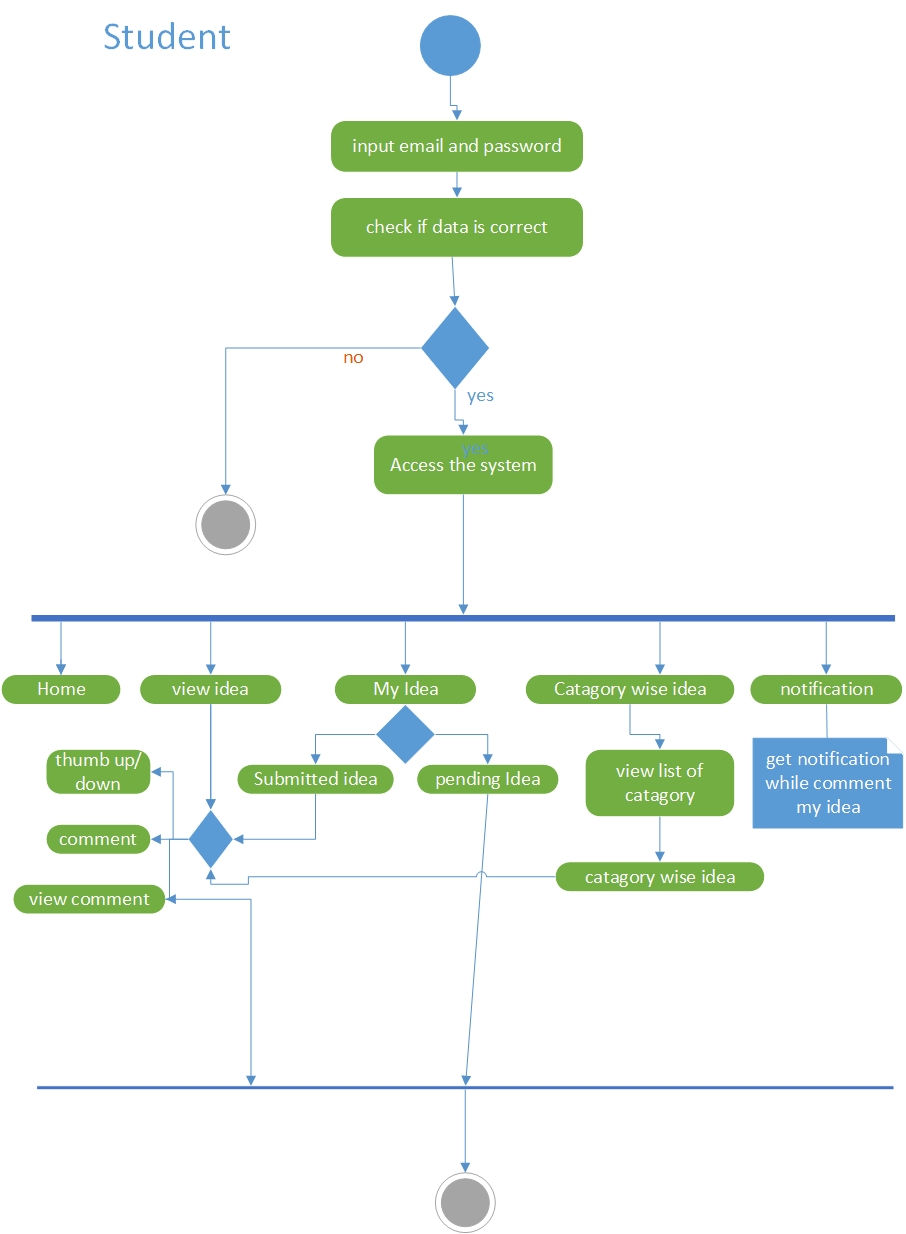 Student
input email and password
check if data is correct
no
yes
yes
Access the system
Home
view idea
My Idea
Catagory wise idea
notification
thumb up/
down
Submitted idea
pending Idea
view list of
catagory
get notification
while comment
my idea
comment
catagory wise idea
view comment